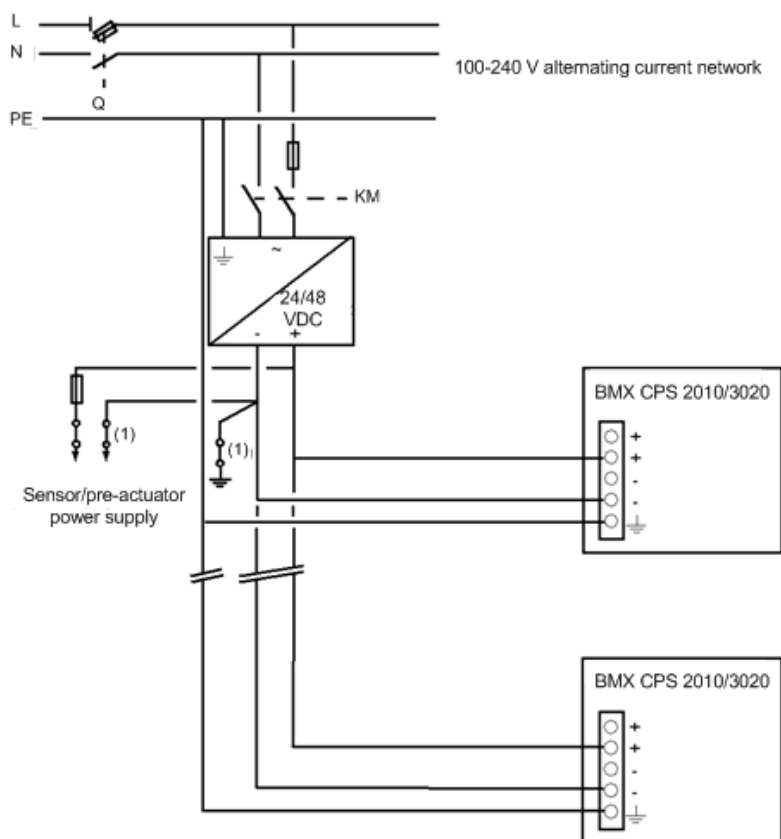 L
N
100-240 V alternating current network
Q
PE
KM
~
24/48
VDC
- +
BMX CPS 2010/3020
+
+
-
-
(1)
(1)
Sensor/pre-actuator
power supply
BMX CPS 2010/3020
+
+
-
-